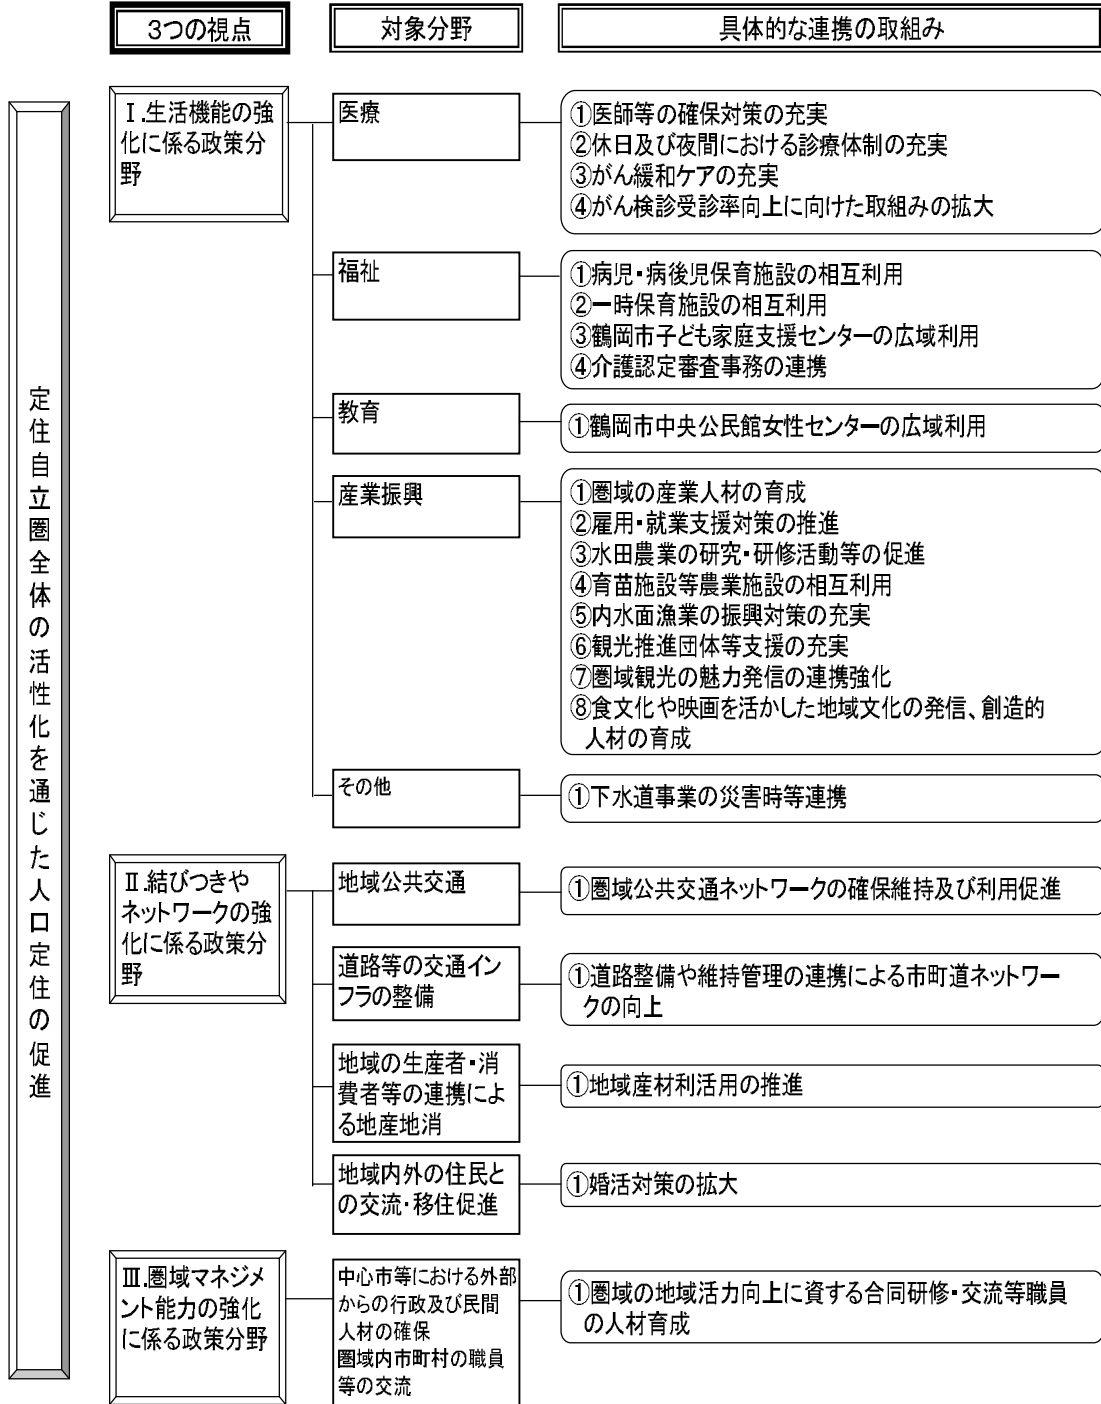 3つの視点
対象分野
具体的な連携の取組み
定住自立圏全体の活性化を通じた人口定住の促進
Ⅰ.生活機能の強
化に係る政策分
野
医療
①医師等の確保対策の充実
②休日及び夜間における診療体制の充実
③がん緩和ケアの充実
④がん検診受診率向上に向けた取組みの拡大
福祉
①病児・病後児保育施設の相互利用
②一時保育施設の相互利用
③鶴岡市子ども家庭支援センターの広域利用
④介護認定審査事務の連携
教育
①鶴岡市中央公民館女性センターの広域利用
産業振興
①圏域の産業人材の育成
②雇用・就業支援対策の推進
③水田農業の研究・研修活動等の促進
④育苗施設等農業施設の相互利用
⑤内水面漁業の振興対策の充実
⑥観光推進団体等支援の充実
⑦圏域観光の魅力発信の連携強化
⑧食文化や映画を活かした地域文化の発信、創造的
人材の育成
その他
①下水道事業の災害時等連携
Ⅱ.結びつきや
ネットワークの強
化に係る政策分
野
地域公共交通
①圏域公共交通ネットワークの確保維持及び利用促進
道路等の交通イン
フラの整備
①道路整備や維持管理の連携による市町道ネットワー
クの向上
地域の生産者・消
費者等の連携によ
る地産地消
①地域産材利活用の推進
地域内外の住民と
の交流・移住促進
①婚活対策の拡大
Ⅲ.圏域マネジメ
ント能力の強化
に係る政策分野
中心市等における外部
からの行政及び民間
人材の確保
圏域内市町村の職員
等の交流
①圏域の地域活力向上に資する合同研修・交流等職員
の人材育成